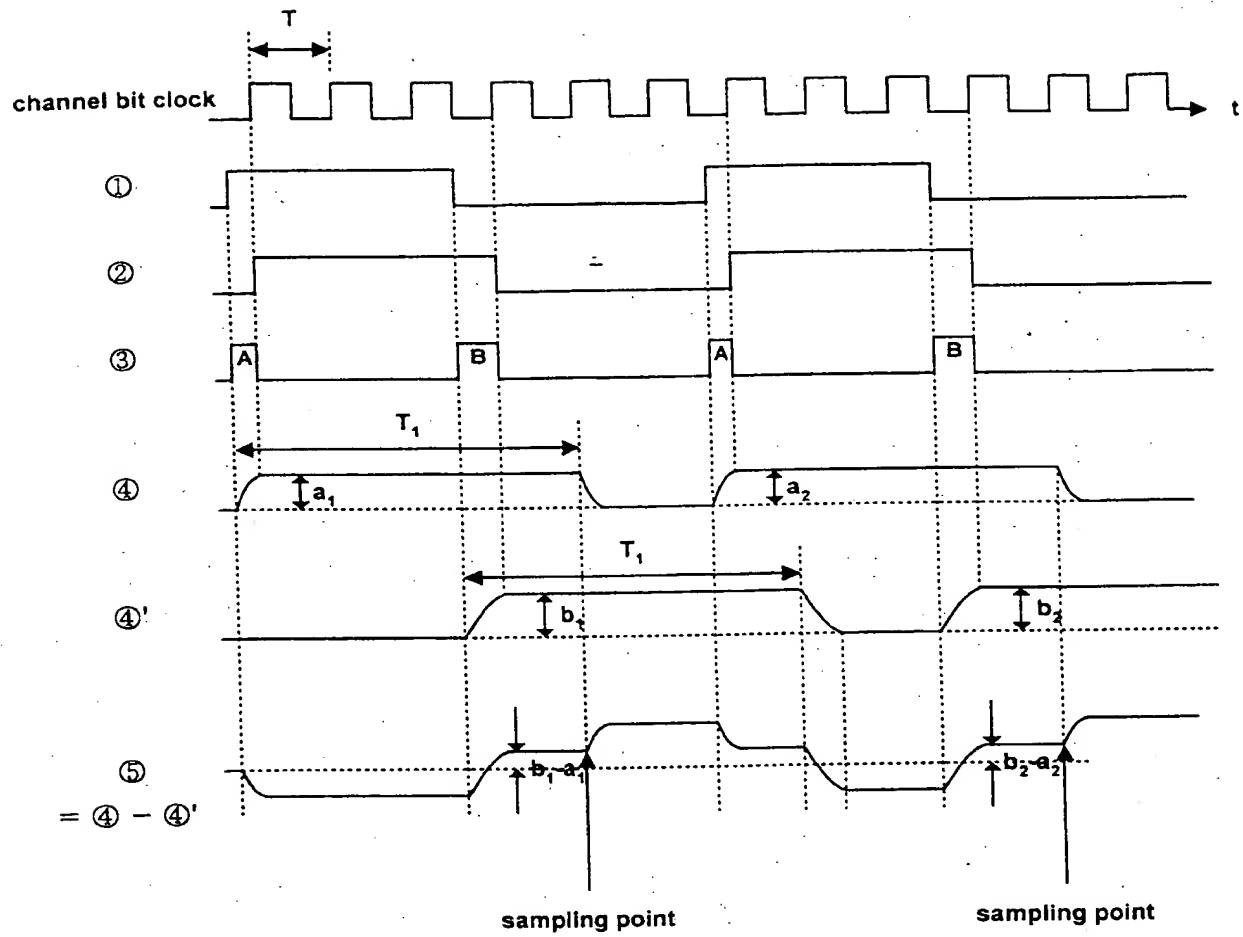 T
channel bit clock
t
①
②
③
A
B
A
B
T₁
④
a₁
a₂
T₁
④'
b₁
b₂
⑤
b₁-a₁
b₂-a₂
= ④ - ④'
sampling point
sampling point